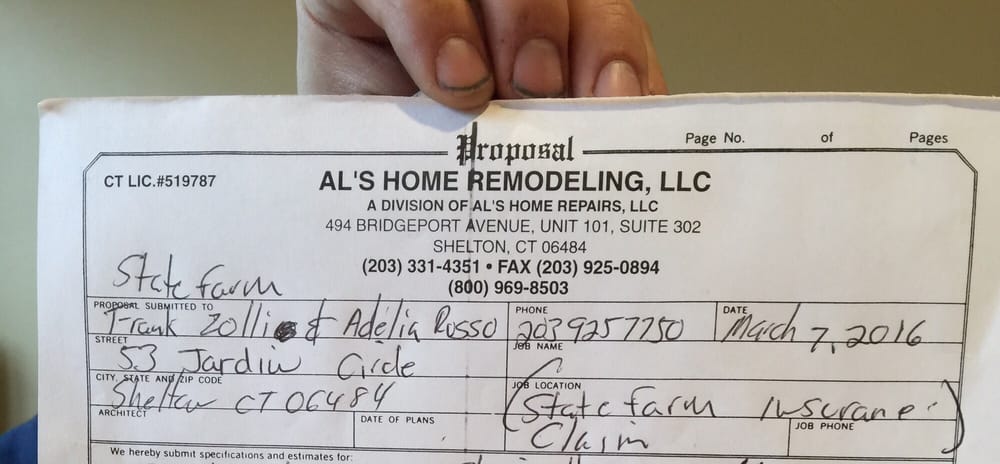 Proposal
Page No. of Pages
CT LIC.#519787
AL'S HOME REMODELING, LLC
A DIVISION OF AL'S HOME REPAIRS, LLC
494 BRIDGEPORT AVENUE, UNIT 101, SUITE 302
SHELTON, CT 06484
(203) 331-4351 • FAX (203) 925-0894
(800) 969-8503
State farm
PROPOSAL SUBMITTED TO
Frank Zollie & Adelia Russo
PHONE
2039257750
DATE
March 7, 2016
STREET
53 Jardin Circle
JOB NAME
CITY, STATE AND ZIP CODE
Shelton CT 06484
JOB LOCATION
(State farm Insurane
Claim)
ARCHITECT
DATE OF PLANS
JOB PHONE
We hereby submit specifications and estimates for: